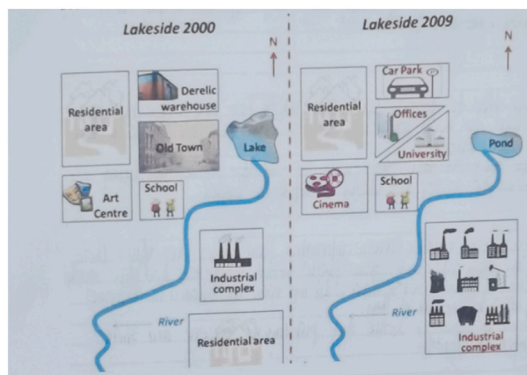 Lakeside 2000
N
Residential
area
Derelic
warehouse
Old Town
Lake
Art
Centre
School
Industrial
complex
River
Residential area
Lakeside 2009
N
Residential
area
Car Park
Offices
University
Pond
Cinema
School
River
Industrial
complex